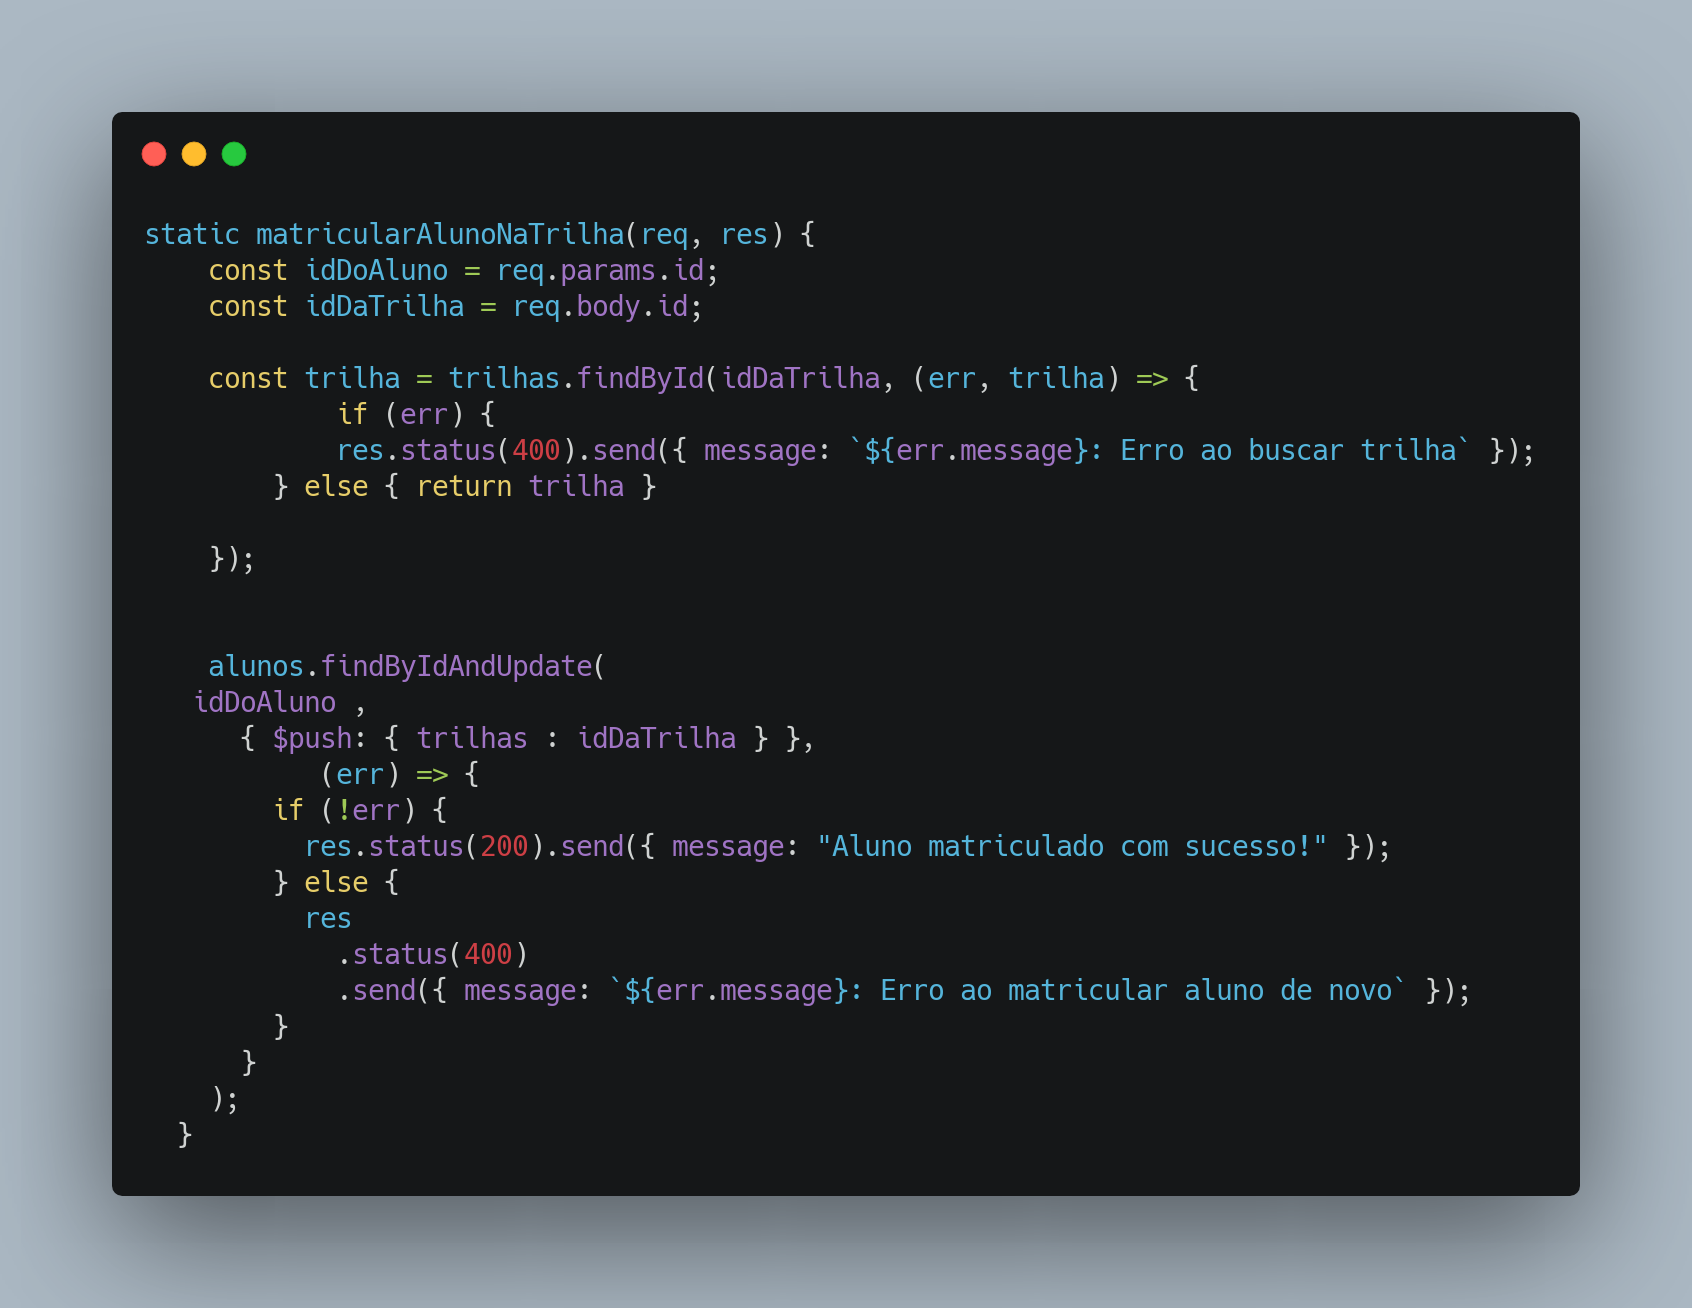 static matricularAlunoNaTrilha(req, res) {
    const idDoAluno = req.params.id;
    const idDaTrilha = req.body.id;

    const trilha = trilhas.findById(idDaTrilha, (err, trilha) => {
            if (err) {
            res.status(400).send({ message: `${err.message}: Erro ao buscar trilha` });
        } else { return trilha }

    });


    alunos.findByIdAndUpdate(
   idDoAluno ,
      { $push: { trilhas : idDaTrilha } },
           (err) => {
        if (!err) {
          res.status(200).send({ message: "Aluno matriculado com sucesso!" });
        } else {
          res
            .status(400)
            .send({ message: `${err.message}: Erro ao matricular aluno de novo` });
        }
      }
    );
  }